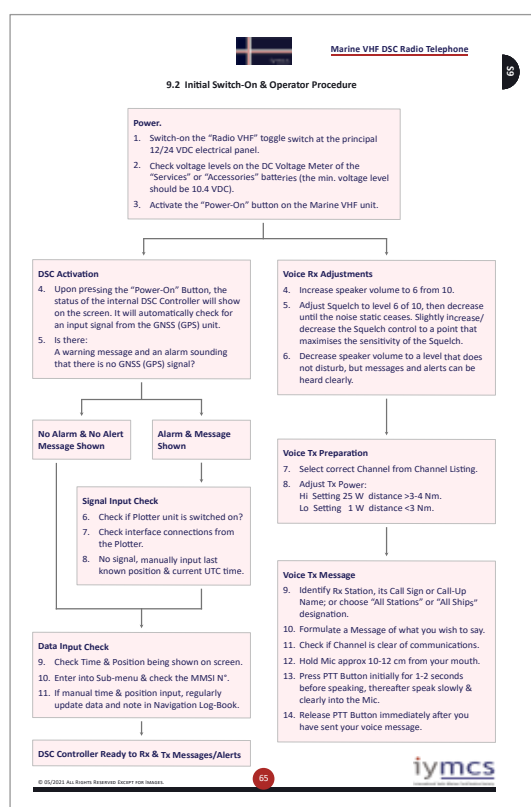 Marine VHF DSC Radio Telephone
S9
9.2 Initial Switch-On & Operator Procedure
Power.
1. Switch-on the “Radio VHF” toggle switch at the principal
12/24 VDC electrical panel.
2. Check voltage levels on the DC Voltage Meter of the
“Services” or “Accessories” batteries (the min. voltage level
should be 10.4 VDC).
3. Activate the “Power-On” button on the Marine VHF unit.
DSC Activation
4. Upon pressing the “Power-On” Button, the
status of the internal DSC Controller will show
on the screen. It will automatically check for
an input signal from the GNSS (GPS) unit.
5. Is there:
A warning message and an alarm sounding
that there is no GNSS (GPS) signal?
No Alarm & No Alert
Message Shown
Alarm & Message
Shown
Signal Input Check
6. Check if Plotter unit is switched on?
7. Check interface connections from
the Plotter.
8. No signal, manually input last
known position & current UTC time.
Data Input Check
9. Check Time & Position being shown on screen.
10. Enter into Sub-menu & check the MMSI N°.
11. If manual time & position input, regularly
update data and note in Navigation Log-Book.
DSC Controller Ready to Rx & Tx Messages/Alerts
Voice Rx Adjustments
4. Increase speaker volume to 6 from 10.
5. Adjust Squelch to level 6 of 10, then decrease
until the noise static ceases. Slightly increase/
decrease the Squelch control to a point that
maximises the sensitivity of the Squelch.
6. Decrease speaker volume to a level that does
not disturb, but messages and alerts can be
heard clearly.
Voice Tx Preparation
7. Select correct Channel from Channel Listing.
8. Adjust Tx Power:
Hi Setting 25 W distance >3-4 Nm.
Lo Setting 1 W distance <3 Nm.
Voice Tx Message
9. Identify Rx Station, its Call Sign or Call-Up
Name; or choose “All Stations” or “All Ships”
designation.
10. Formulate a Message of what you wish to say.
11. Check if Channel is clear of communications.
12. Hold Mic approx 10-12 cm from your mouth.
13. Press PTT Button initially for 1-2 seconds
before speaking, thereafter speak slowly &
clearly into the Mic.
14. Release PTT Button immediately after you
have sent your voice message.
© 05/2021 All Rights Reserved Except for Images.
65
iymcs